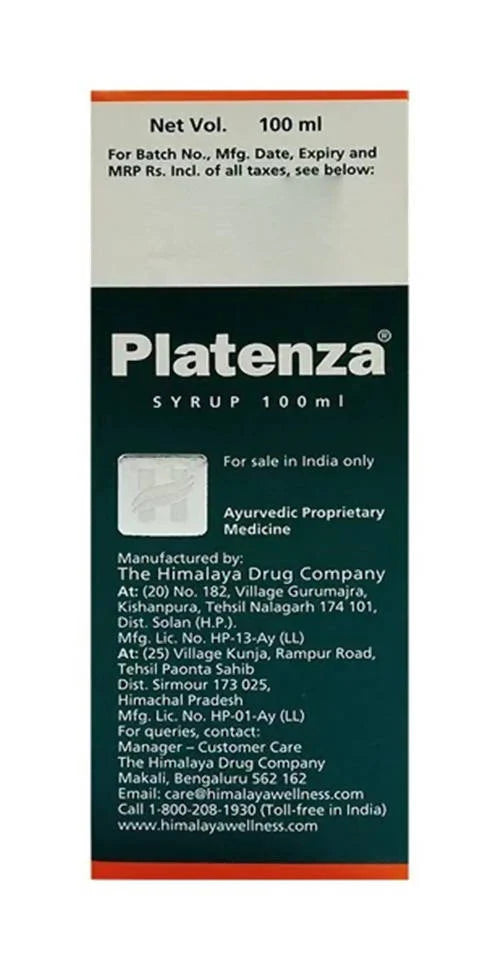 Net Vol. 100 ml
For Batch No., Mfg. Date, Expiry and
MRP Rs. Incl. of all taxes, see below:
Platenza®
SYRUP 100ml
H
For sale in India only
Ayurvedic Proprietary
Medicine
Manufactured by:
The Himalaya Drug Company
At: (20) No. 182, Village Gurumajra,
Kishanpura, Tehsil Nalagarh 174 101,
Dist. Solan (H.P.).
Mfg. Lic. No. HP-13-Ay (LL)
At: (25) Village Kunja, Rampur Road,
Tehsil Paonta Sahib
Dist. Sirmour 173 025,
Himachal Pradesh
Mfg. Lic. No. HP-01-Ay (LL)
For queries, contact:
Manager – Customer Care
The Himalaya Drug Company
Makali, Bengaluru 562 162
Email: care@himalayawellness.com
Call 1-800-208-1930 (Toll-free in India)
www.himalayawellness.com